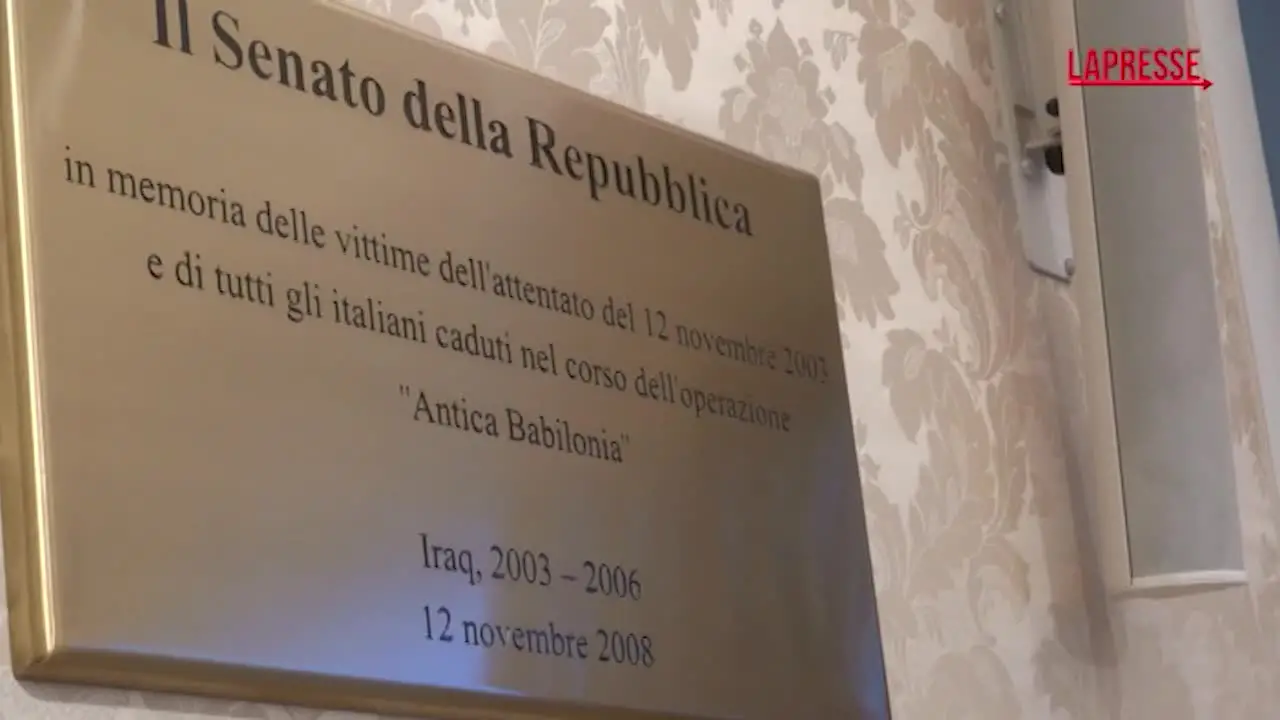 Il Senato della Repubblica
in memoria delle vittime dell'attentato del 12 novembre 2003
e di tutti gli italiani caduti nel corso dell'operazione
"Antica Babilonia"
Iraq, 2003 – 2006
12 novembre 2008
LAPRESSE